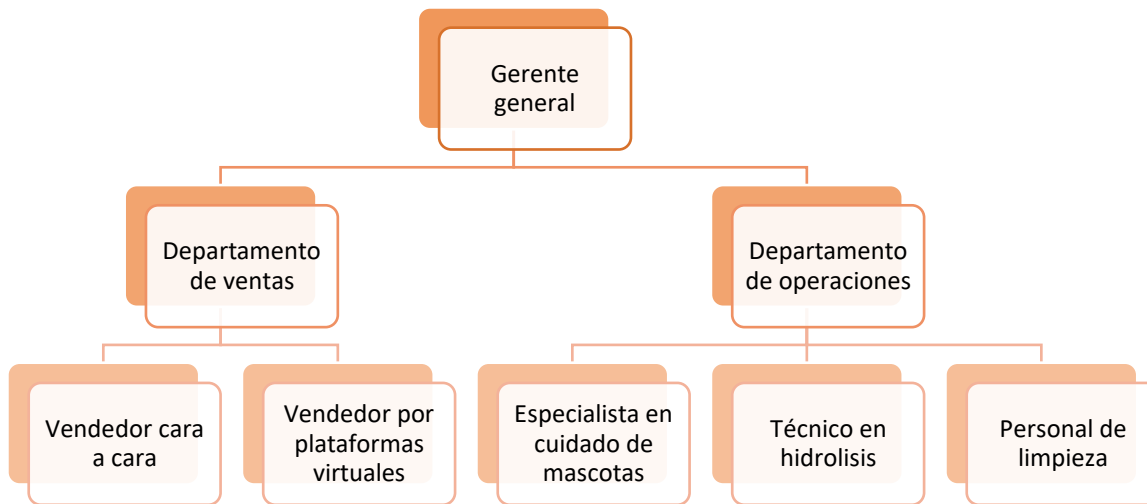 Gerente
general
Departamento
de ventas
Departamento
de operaciones
Vendedor cara
a cara
Vendedor por
plataformas
virtuales
Especialista en
cuidado de
mascotas
Técnico en
hidrolisis
Personal de
limpieza